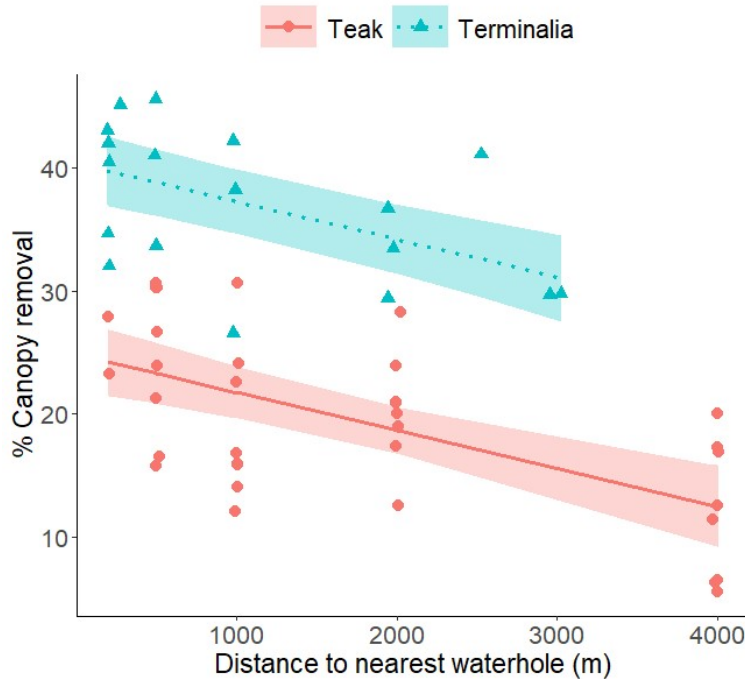 Teak Terminalia
% Canopy removal
40
30
20
10
1000 2000 3000 4000
Distance to nearest waterhole (m)